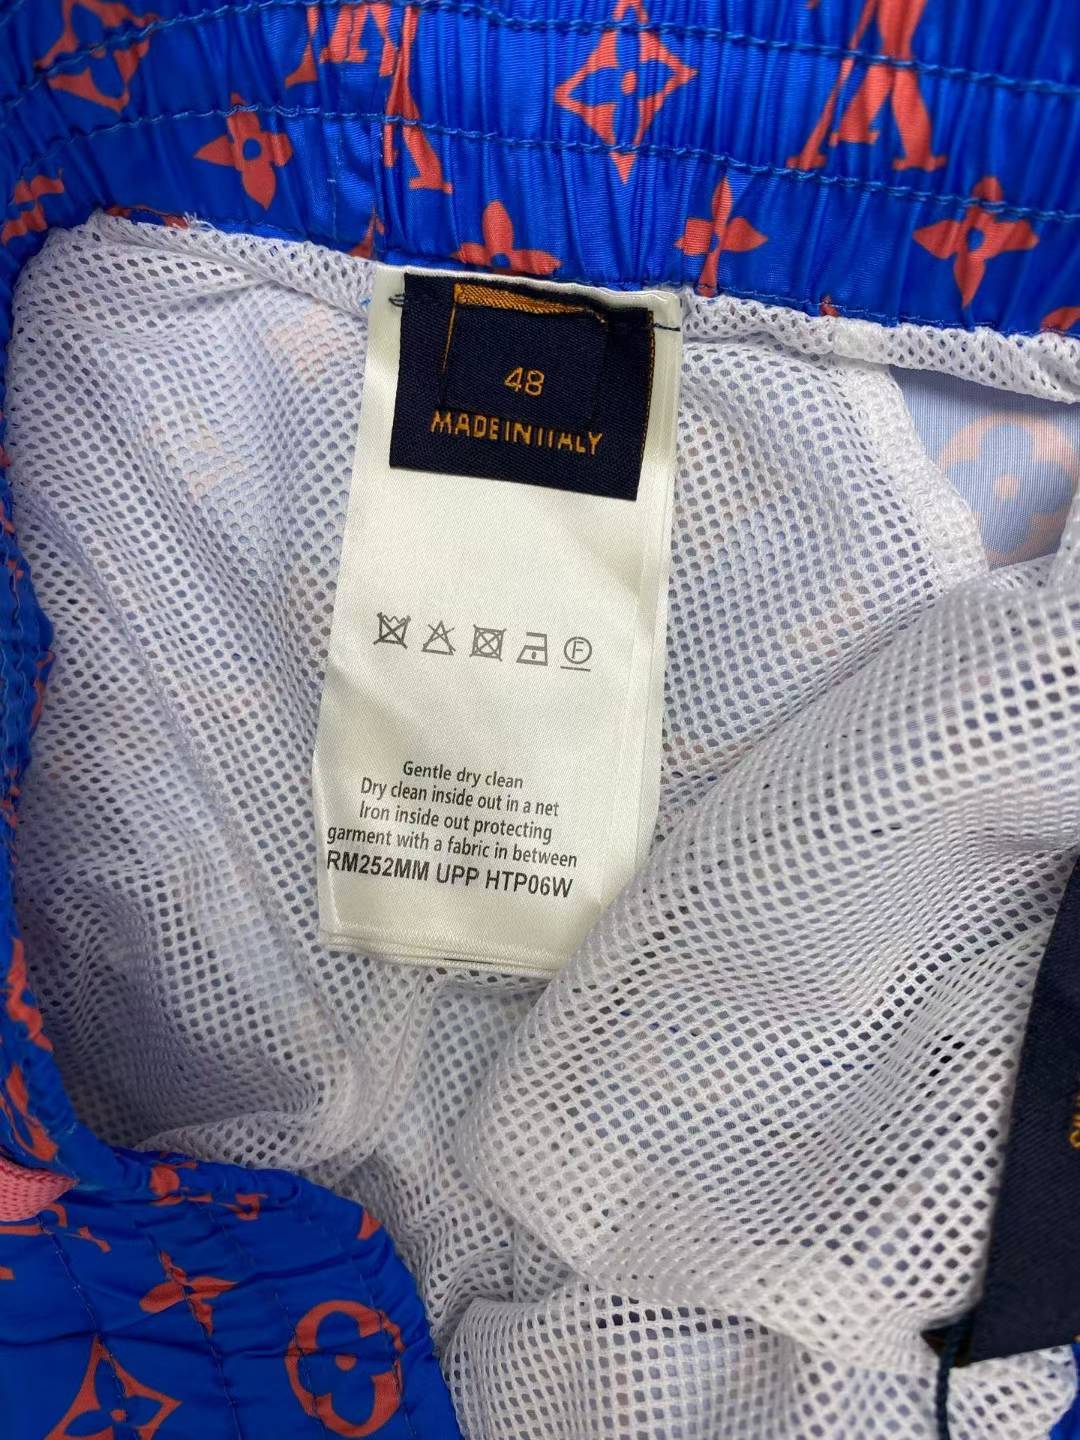 48
MADE IN ITALY
F
Gentle dry clean
Dry clean inside out in a net
Iron inside out protecting
garment with a fabric in between
RM252MM UPP HTP06W